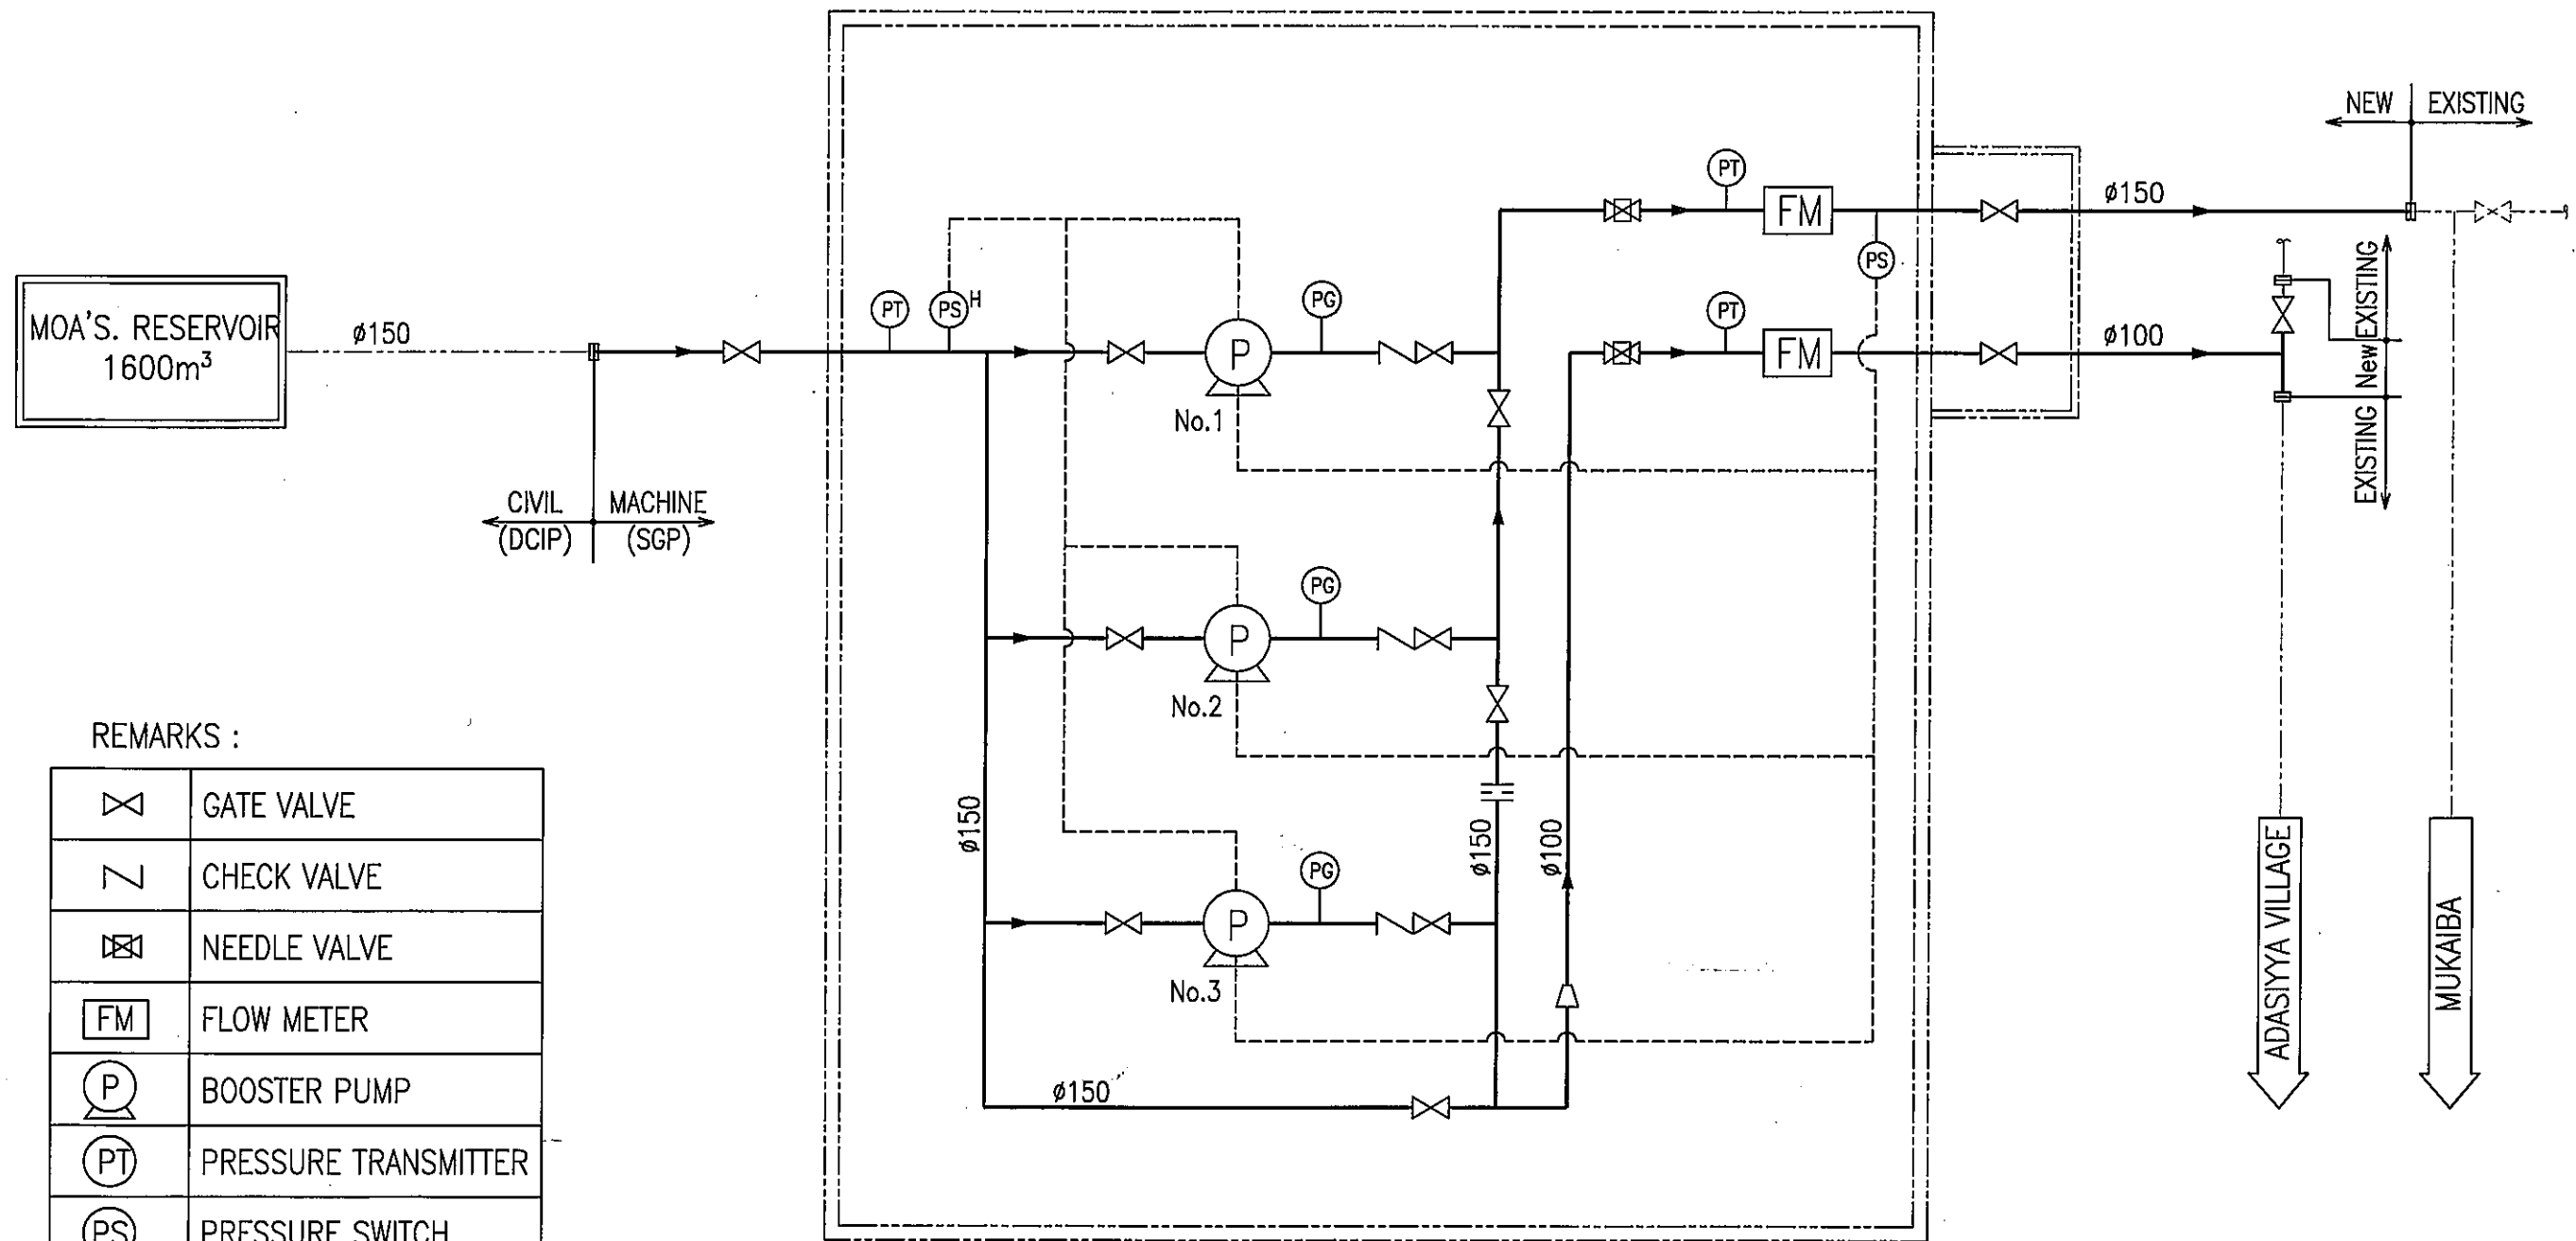 NEW EXISTING
PT
FM
ø150
PS
MOA'S. RESERVOIR
1600m³
ø150
PT
PS H
P
PG
No.1
PT
FM
ø100
EXISTING
New
EXISTING
CIVIL
(DCIP)
MACHINE
(SGP)
P
PG
No.2
ø150
P
PG
No.3
ø150
ø100
ø150
ADASIYYA VILLAGE
MUKAIBA
REMARKS :
GATE VALVE
CHECK VALVE
NEEDLE VALVE
FM FLOW METER
P BOOSTER PUMP
PT PRESSURE TRANSMITTER
PS PRESSURE SWITCH